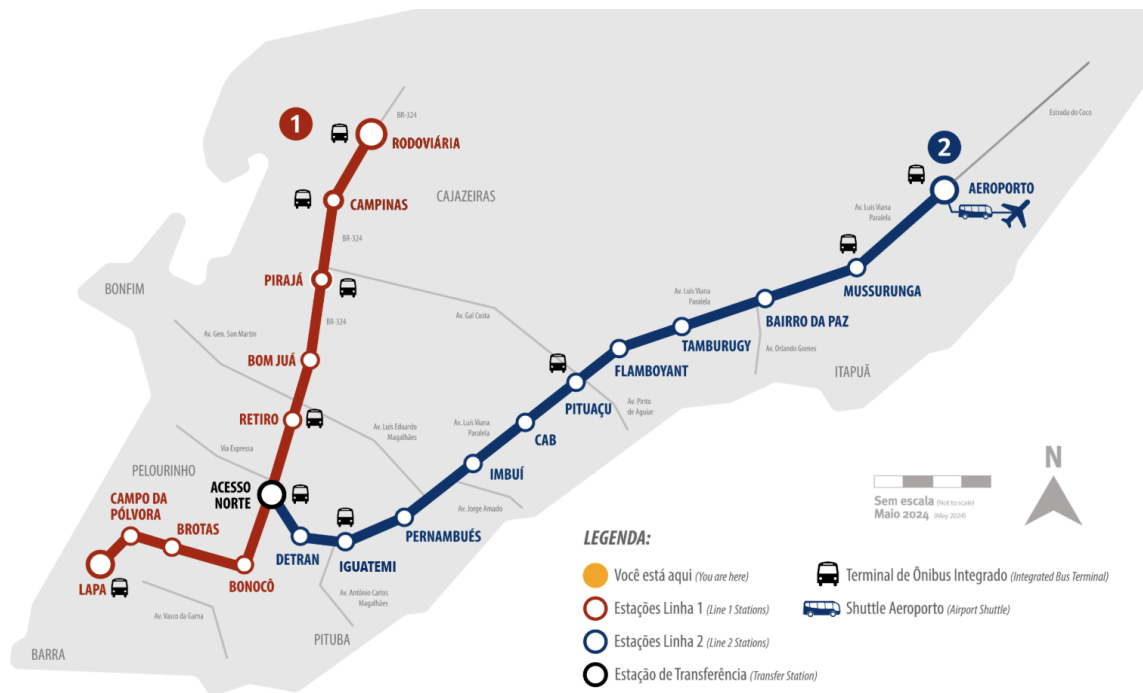 1
BR-324
RODOVIÁRIA
Estrada do Coco
2
AEROPORTO
CAMPINAS
CAJAZEIRAS
Av. Luis Viana
Paralela
BR-324
PIRAJÁ
MUSSURUNGA
BONFIM
Av. Luis Viana
Paralela
BAIRRO DA PAZ
Av. Gal Costa
BR-324
Av. Gen. San Martin
TAMBURUGY
Av. Orlando Gomes
BOM JUÁ
FLAMBOYANT
ITAPUÃ
PITUAÇU
Av. Pinto
de Aguiar
RETIRO
Av. Luis Eduardo
Magalhães
Av. Luis Viana
Paralela
CAB
Via Expressa
IMBUÍ
PELOURINHO
ACESSO
NORTE
CAMPO DA
PÓLVORA
BROTAS
Av. Jorge Amado
PERNAMBUÉS
DETRAN
IGUATEMI
BONOCÔ
LAPA
Av. Antônio Carlos
Magalhães
Av. Vasco da Gama
PITUBA
BARRA
N
Sem escala (Not to scale)
Maio 2024 (May 2024)
LEGENDA:
Você está aqui (You are here)
Estações Linha 1 (Line 1 Stations)
Estações Linha 2 (Line 2 Stations)
Estação de Transferência (Transfer Station)
Terminal de Ônibus Integrado (Integrated Bus Terminal)
Shuttle Aeroporto (Airport Shuttle)